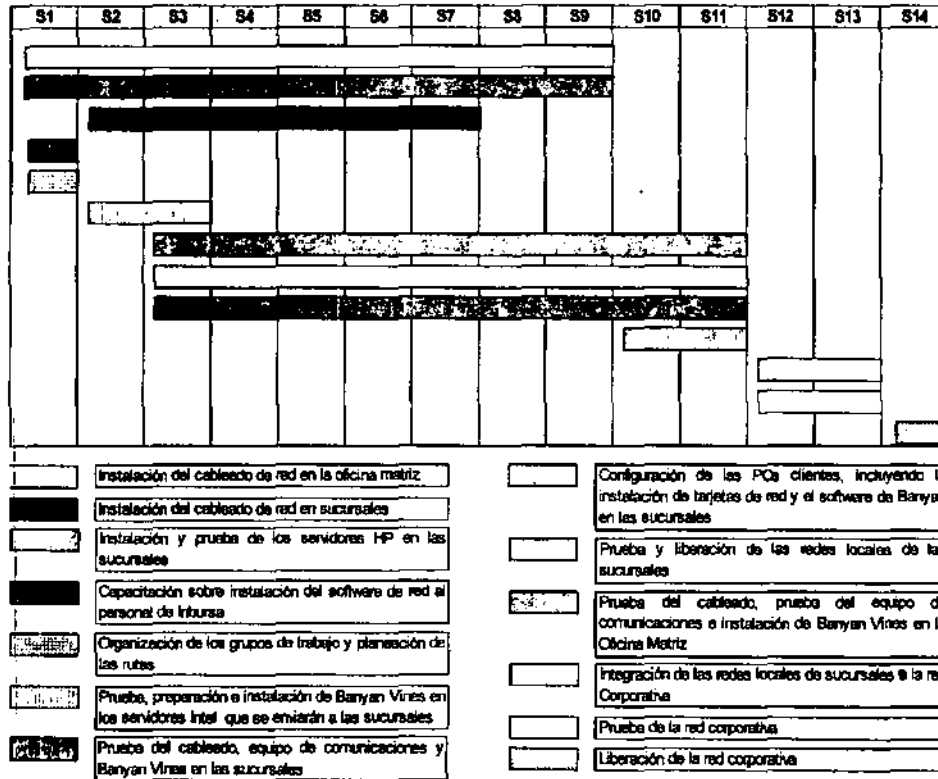 S1 S2 S3 S4 S5 S6 S7 S8 S9 S10 S11 S12 S13 S14
Instalación del cableado de red en la oficina matriz
Instalación del cableado de red en sucursales
Instalación y prueba de los servidores HP en las
sucursales
Capacitación sobre instalación del software de red al
personal de Inbursa
Organización de los grupos de trabajo y planeación de
las rutas
Prueba, preparación e instalación de Banyan Vines en
los servidores Intel que se enviarán a las sucursales
Prueba del cableado, equipo de comunicaciones y
Banyan Vines en las sucursales
Configuración de las PCs clientes, incluyendo l
instalación de tarjetas de red y el software de Banya
en las sucursales
Prueba y liberación de las redes locales de la
sucursales
Prueba del cableado, prueba del equipo d
comunicaciones e instalación de Banyan Vines en l
Oficina Matriz
Integración de las redes locales de sucursales a la re
Corporativa
Prueba de la red corporativa
Liberación de la red corporativa